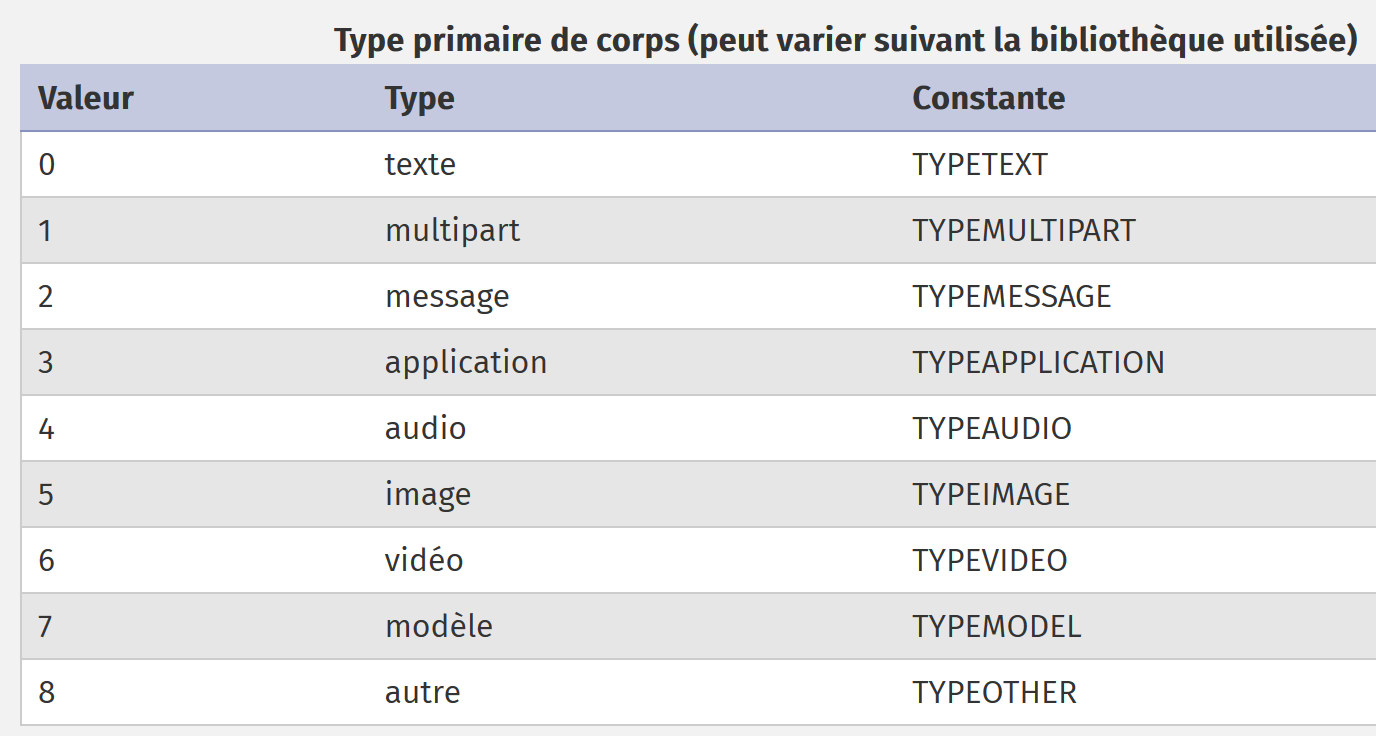 Type primaire de corps (peut varier suivant la bibliothèque utilisée)
Valeur Type Constante
0 texte TYPETEXT
1 multipart TYPEMULTIPART
2 message TYPEMESSAGE
3 application TYPEAPPLICATION
4 audio TYPEAUDIO
5 image TYPEIMAGE
6 vidéo TYPEVIDEO
7 modèle TYPEMODEL
8 autre TYPEOTHER